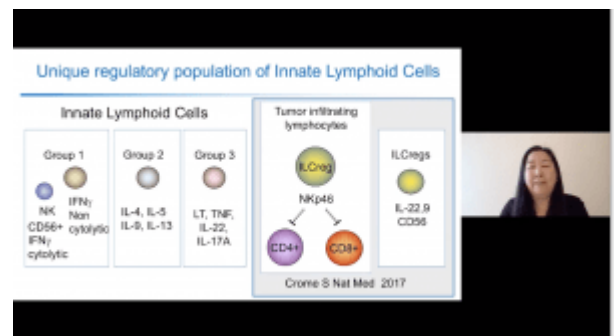 Unique regulatory population of Innate Lymphoid Cells
Innate Lymphoid Cells
Group 1
NK
CD56+
IFNγ
cytolytic
IFNγ
Non
cytolytic
Group 2
IL-4, IL-5
IL-9, IL-13
Group 3
LT, TNF,
IL-22,
IL-17A
Tumor infiltrating
lymphocytes
ILCreg
NKp46
CD4+
CD8+
ILCregs
IL-22,9
CD56
Crome S Nat Med 2017